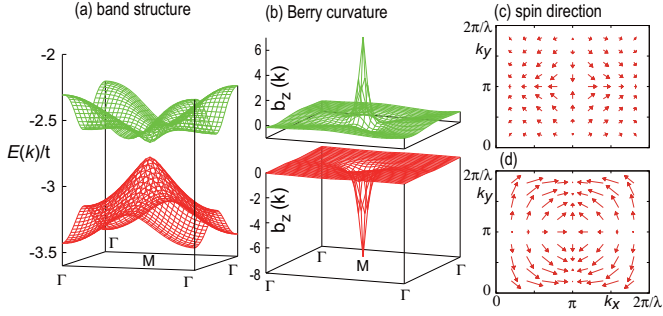 (a) band structure
(b) Berry curvature
(c) spin direction
-2
-2.5
-3
-3.5
E(k)/t
Γ
Γ
M
Γ
Γ
6
4
2
0
b_z(k)
0
-2
-4
-6
-8
b_z(k)
Γ
Γ
M
Γ
Γ
2π/λ
k_y
π
0
(d)
2π/λ
k_y
π
0
0
π
k_x
2π/λ